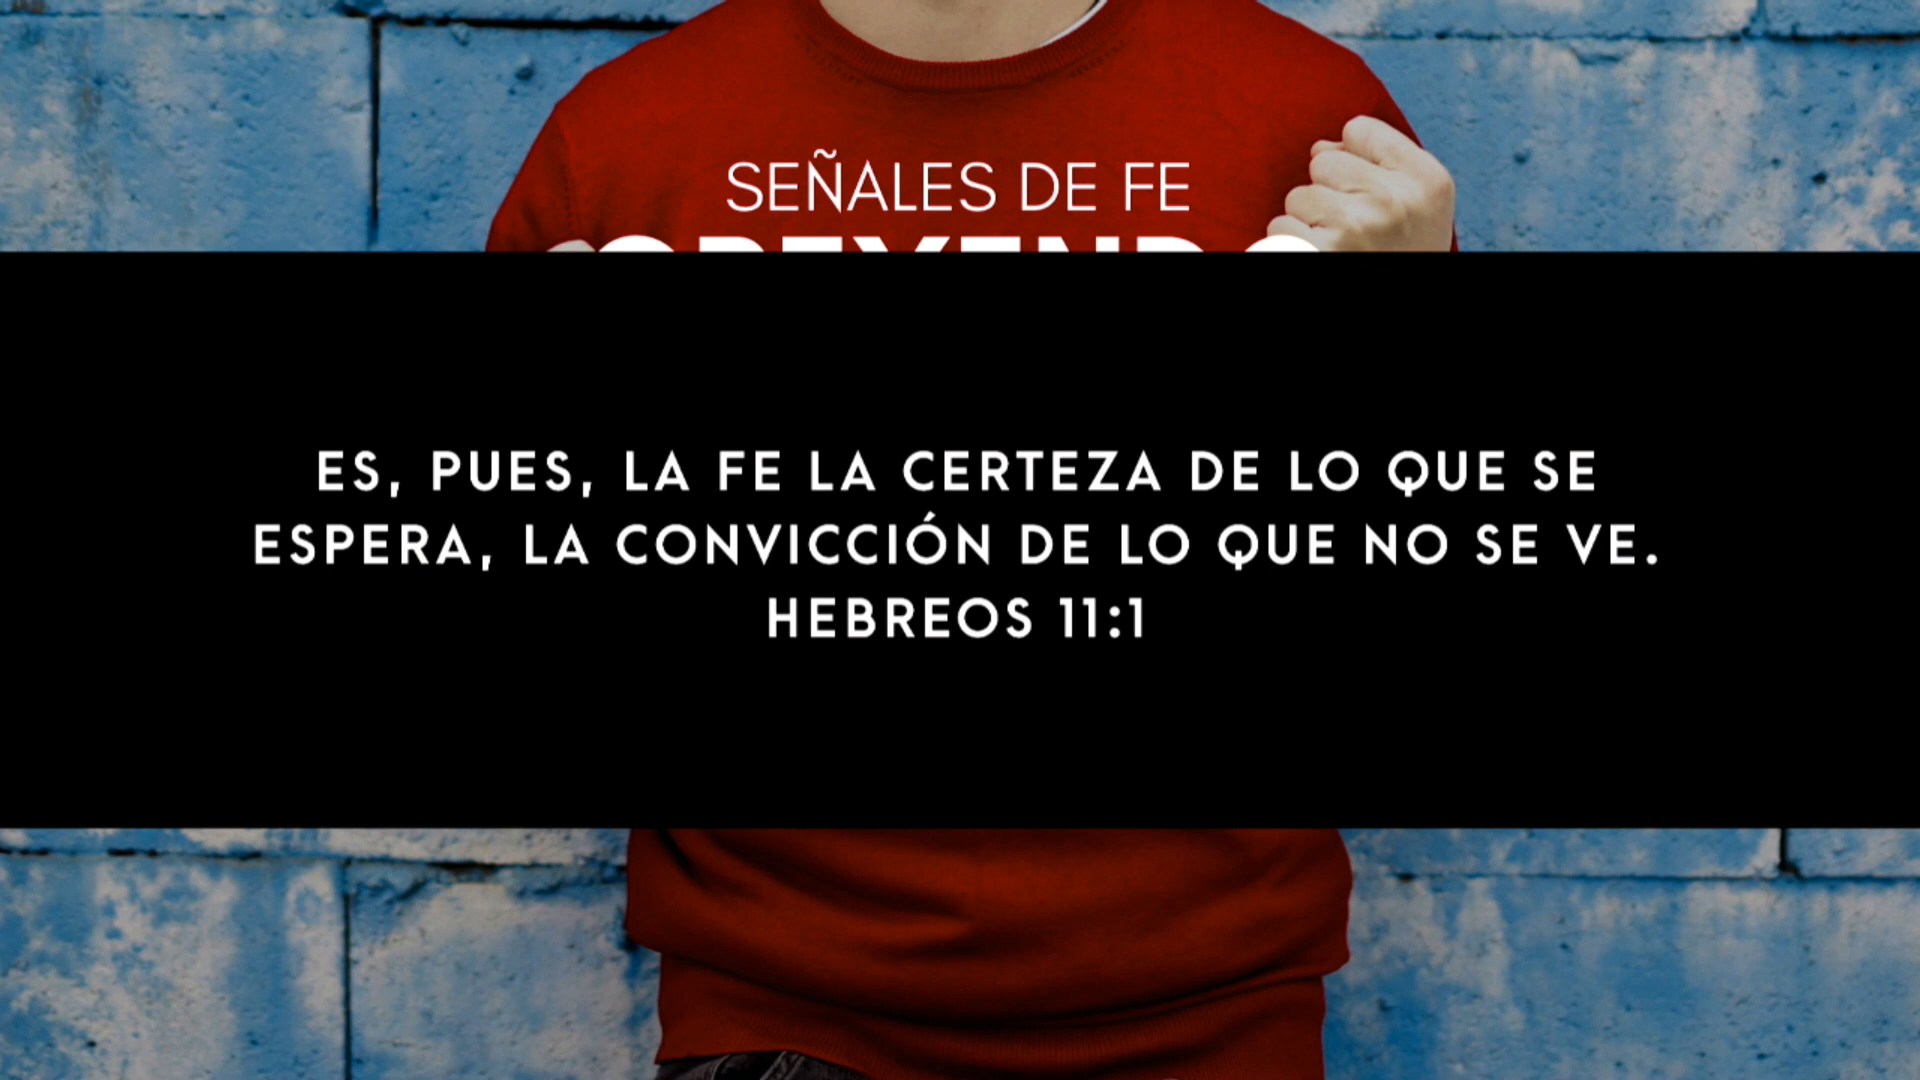 SEÑALES DE FE
ES, PUES, LA FE LA CERTEZA DE LO QUE SE
ESPERA, LA CONVICCIÓN DE LO QUE NO SE VE.
HEBREOS 11:1